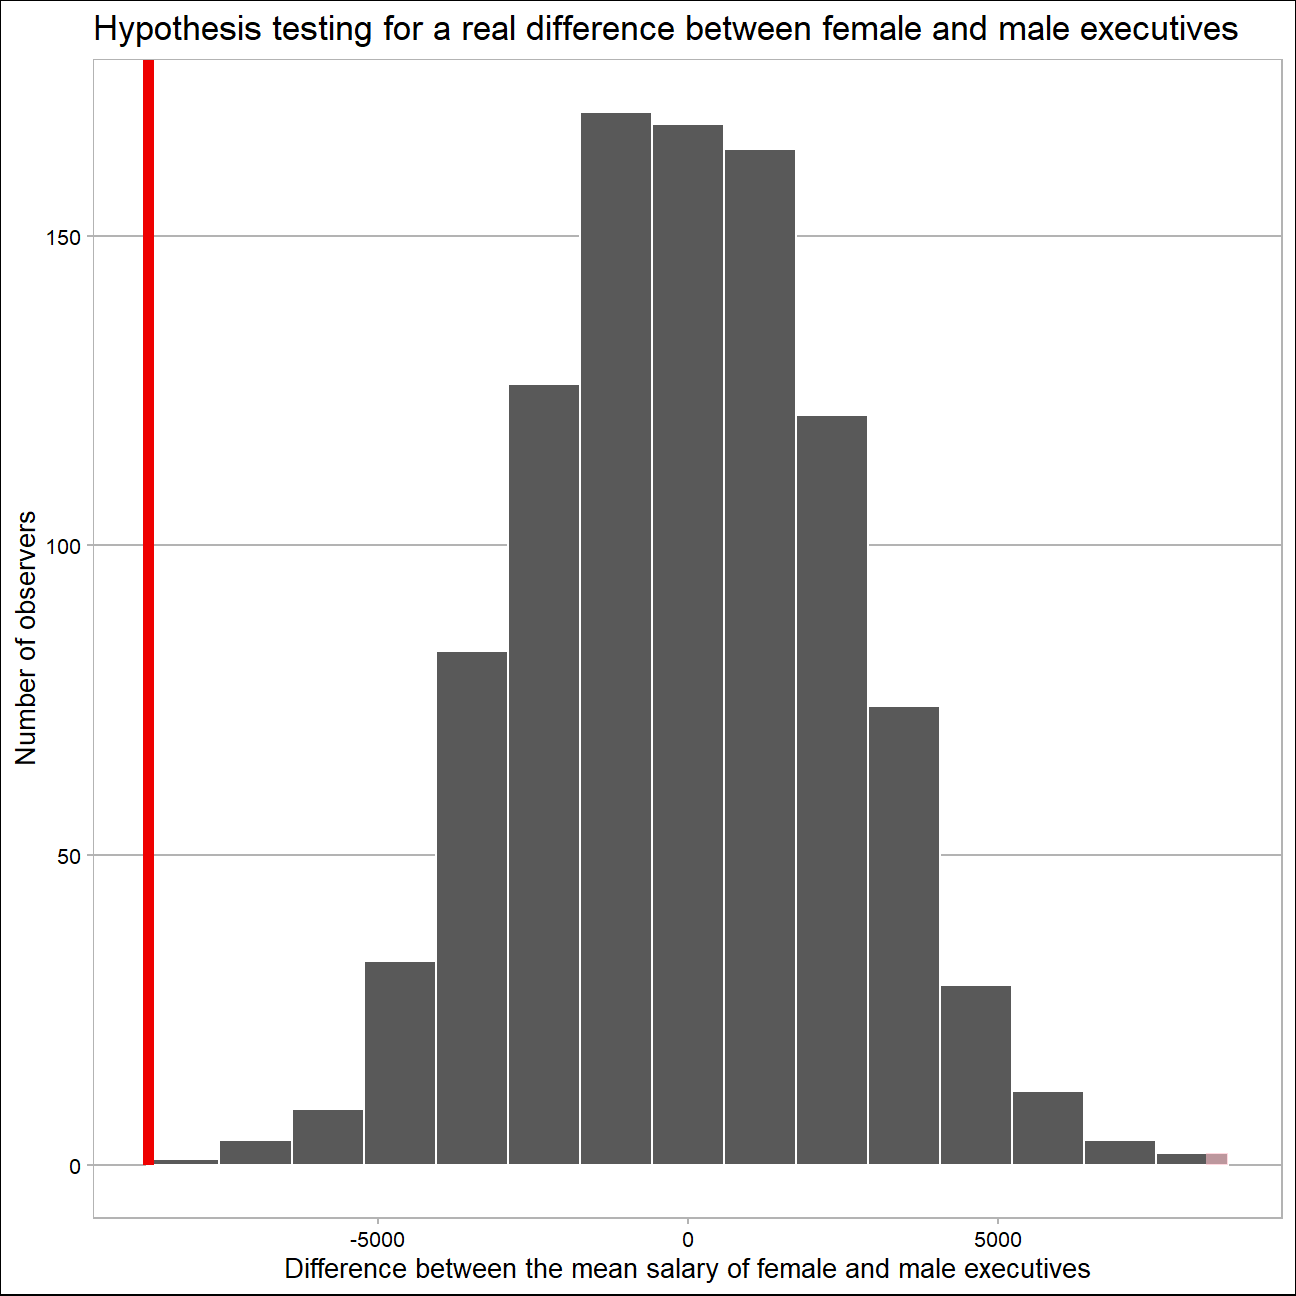 Hypothesis testing for a real difference between female and male executives
Number of observers
150
100
50
0
-5000 0 5000
Difference between the mean salary of female and male executives